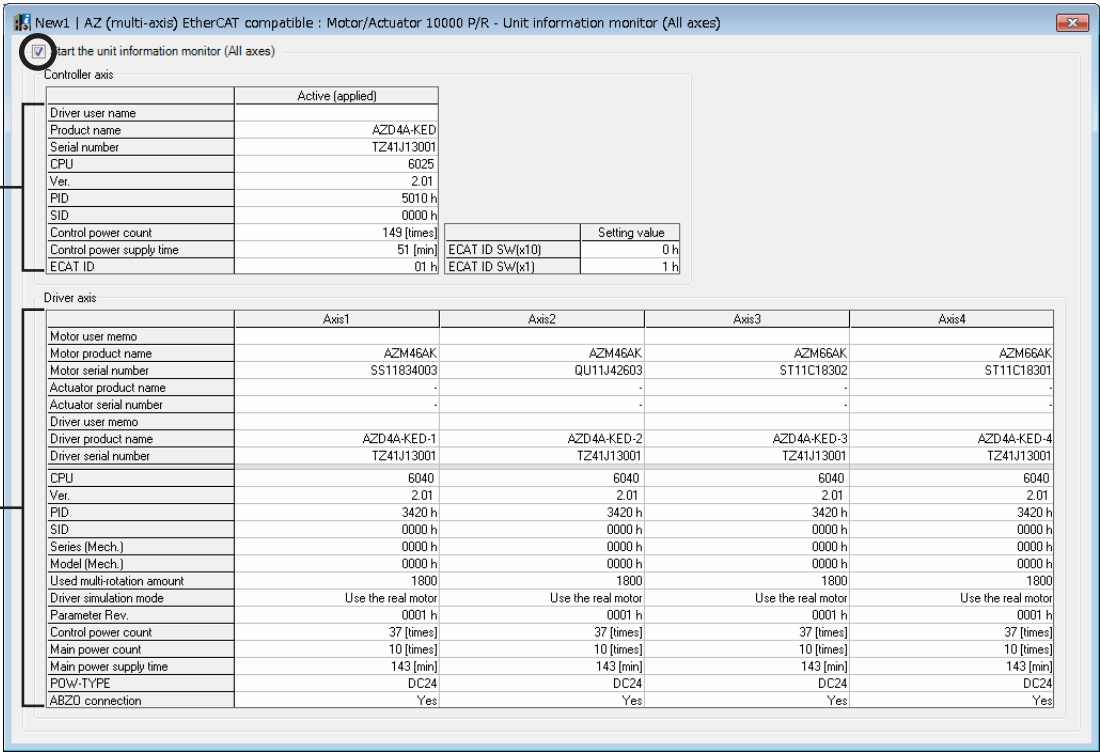 New1 | AZ (multi-axis) EtherCAT compatible : Motor/Actuator 10000 P/R - Unit information monitor (All axes)
Start the unit information monitor (All axes)
Controller axis
Active (applied)
Driver user name
Product name AZD4A-KED
Serial number TZ41J13001
CPU 6025
Ver. 2.01
PID 5010 h
SID 0000 h
Control power count 149 [times] Setting value
Control power supply time 51 [min] ECAT ID SW(x10) 0 h
ECAT ID 01 h ECAT ID SW(x1) 1 h
Driver axis
Axis1 Axis2 Axis3 Axis4
Motor user memo
Motor product name AZM46AK AZM46AK AZM66AK AZM66AK
Motor serial number SS11834003 QU11J42603 ST11C18302 ST11C18301
Actuator product name - - - -
Actuator serial number - - - -
Driver user memo
Driver product name AZD4A-KED-1 AZD4A-KED-2 AZD4A-KED-3 AZD4A-KED-4
Driver serial number TZ41J13001 TZ41J13001 TZ41J13001 TZ41J13001
CPU 6040 6040 6040 6040
Ver. 2.01 2.01 2.01 2.01
PID 3420 h 3420 h 3420 h 3420 h
SID 0000 h 0000 h 0000 h 0000 h
Series (Mech.) 0000 h 0000 h 0000 h 0000 h
Model (Mech.) 0000 h 0000 h 0000 h 0000 h
Used multi-rotation amount 1800 1800 1800 1800
Driver simulation mode Use the real motor Use the real motor Use the real motor Use the real motor
Parameter Rev. 0001 h 0001 h 0001 h 0001 h
Control power count 37 [times] 37 [times] 37 [times] 37 [times]
Main power count 10 [times] 10 [times] 10 [times] 10 [times]
Main power supply time 143 [min] 143 [min] 143 [min] 143 [min]
POW-TYPE DC24 DC24 DC24 DC24
ABZO connection Yes Yes Yes Yes